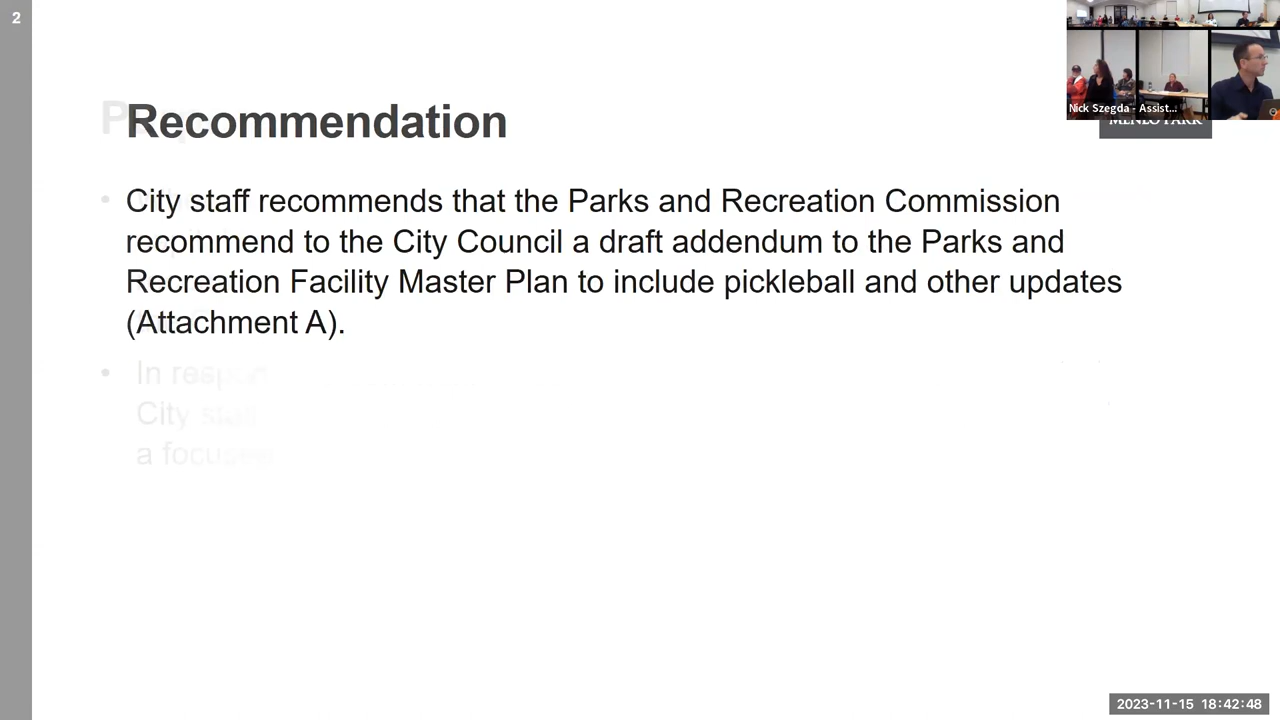 2
Recommendation
City staff recommends that the Parks and Recreation Commission
recommend to the City Council a draft addendum to the Parks and
Recreation Facility Master Plan to include pickleball and other updates
(Attachment A).
In
City staff
a
Nick Szegda - Assist...
MENLO PARK
2023-11-15 18:42:48